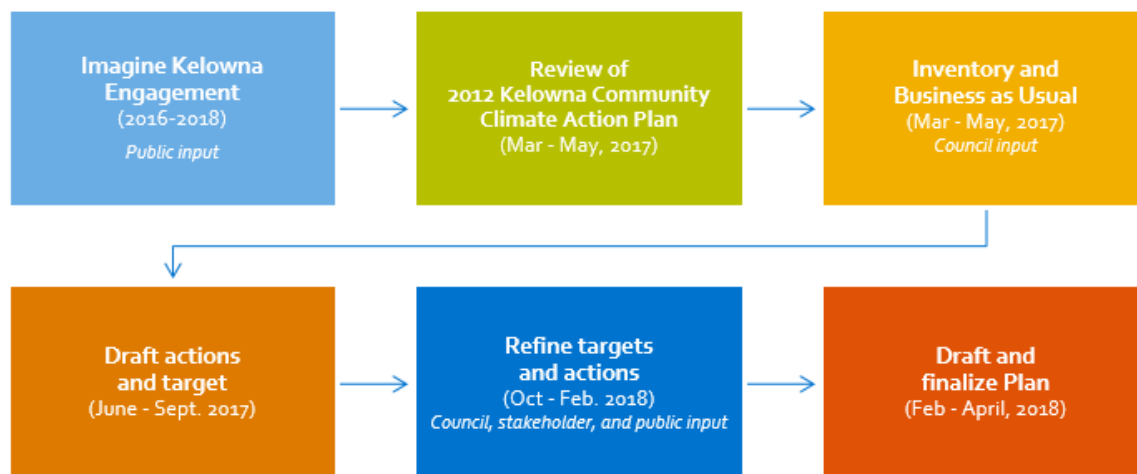 Imagine Kelowna
Engagement
(2016-2018)
Public input
Review of
2012 Kelowna Community
Climate Action Plan
(Mar - May, 2017)
Inventory and
Business as Usual
(Mar - May, 2017)
Council input
Draft actions
and target
(June - Sept. 2017)
Refine targets
and actions
(Oct - Feb. 2018)
Council, stakeholder, and public input
Draft and
finalize Plan
(Feb - April, 2018)